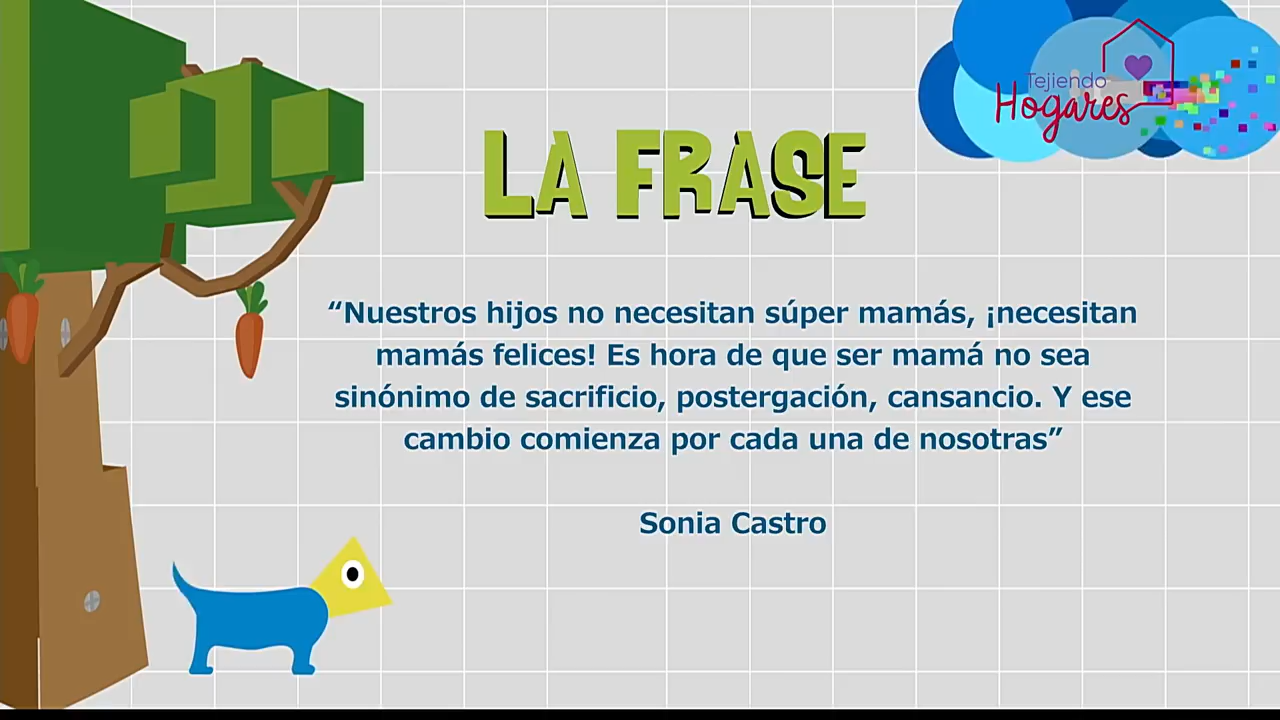 Tejiendo
Hogares
LA FRASE
“Nuestros hijos no necesitan súper mamás, ¡necesitan
mamás felices! Es hora de que ser mamá no sea
sinónimo de sacrificio, postergación, cansancio. Y ese
cambio comienza por cada una de nosotras”
Sonia Castro